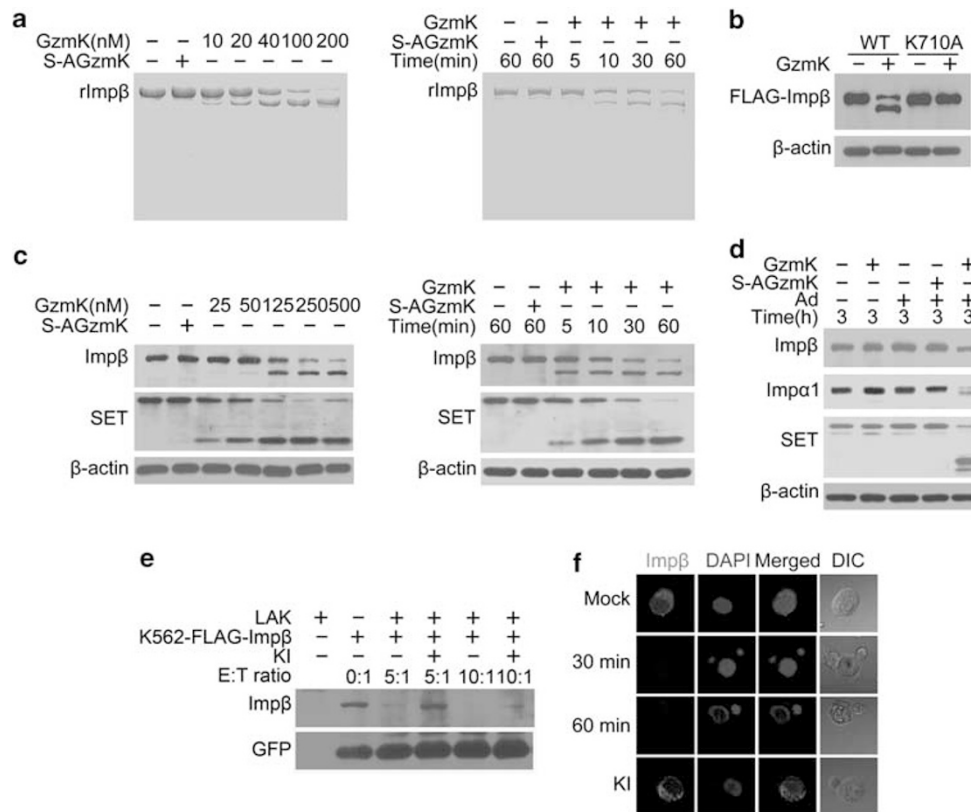 a
GzmK(nM) – – 10 20 40 100 200
S-AGzmK – +
rImpβ
GzmK – – + + + +
S-AGzmK – + – – – –
Time(min) 60 60 5 10 30 60
rImpβ
b
WT K710A
GzmK – + – +
FLAG-Impβ
β-actin
c
GzmK(nM) – – 25 50 125 250 500
S-AGzmK – +
Impβ
SET
β-actin
GzmK – – + + + +
S-AGzmK – + – – – –
Time(min) 60 60 5 10 30 60
Impβ
SET
β-actin
d
GzmK – + – – +
S-AGzmK – – – + –
Ad – – + + +
Time(h) 3 3 3 3 3
Impβ
Impα1
SET
β-actin
e
LAK + – + + + +
K562-FLAG-Impβ – + + + + +
KI – – – + – +
E:T ratio 0:1 5:1 5:1 10:1 10:1
Impβ
GFP
f
Impβ DAPI Merged DIC
Mock
30 min
60 min
KI